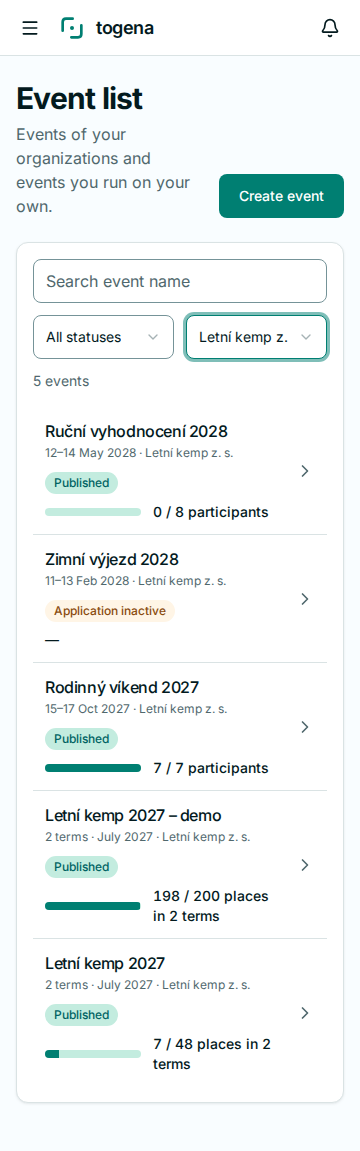 togena
Event list
Events of your
organizations and
events you run on your
own.
Create event
Search event name
All statuses
Letní kemp z.
5 events
Ruční vyhodnocení 2028
12–14 May 2028 · Letní kemp z. s.
Published
0 / 8 participants
Zimní výjezd 2028
11–13 Feb 2028 · Letní kemp z. s.
Application inactive
—
Rodinný víkend 2027
15–17 Oct 2027 · Letní kemp z. s.
Published
7 / 7 participants
Letní kemp 2027 – demo
2 terms · July 2027 · Letní kemp z. s.
Published
198 / 200 places
in 2 terms
Letní kemp 2027
2 terms · July 2027 · Letní kemp z. s.
Published
7 / 48 places in 2
terms